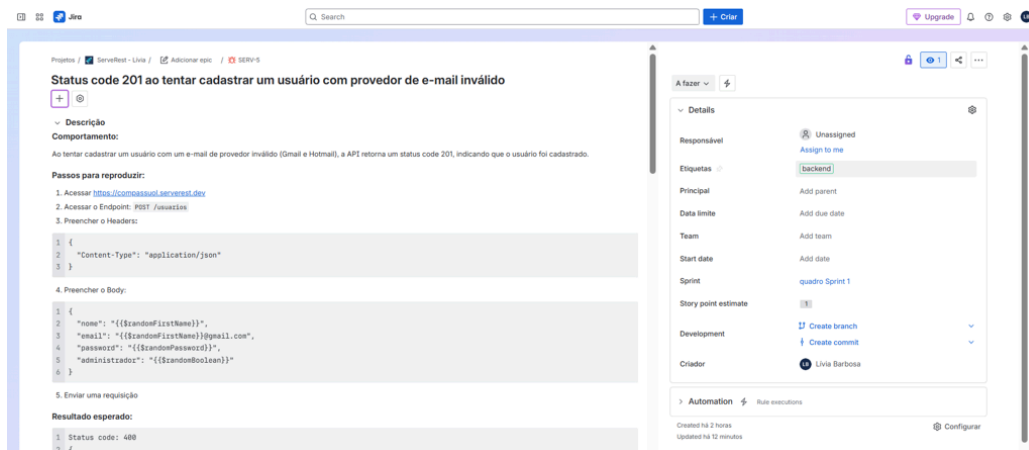 Jira
Search
+ Criar
Upgrade
LB
Projetos / ServeRest - Lívia / Adicionar epic / SERV-5
1
Status code 201 ao tentar cadastrar um usuário com provedor de e-mail inválido
Descrição
Comportamento:
Ao tentar cadastrar um usuário com um e-mail de provedor inválido (Gmail e Hotmail), a API retorna um status code 201, indicando que o usuário foi cadastrado.
Passos para reproduzir:
1. Acessar https://compassuol.serverest.dev
2. Acessar o Endpoint: POST /usuarios
3. Preencher o Headers:
1 {
2 "Content-Type": "application/json"
3 }
4. Preencher o Body:
1 {
2 "nome": "{{$randomFirstName}}",
3 "email": "{{$randomFirstName}}@gmail.com",
4 "password": "{{$randomPassword}}",
5 "administrador": "{{$randomBoolean}}"
6 }
5. Enviar uma requisição
Resultado esperado:
1 Status code: 400
2 {
A fazer
Details
Responsável
Unassigned
Assign to me
Etiquetas
backend
Principal
Add parent
Data limite
Add due date
Team
Add team
Start date
Add date
Sprint
quadro Sprint 1
Story point estimate
1
Development
Create branch
Create commit
Criador
LB Lívia Barbosa
Automation Rule executions
Created há 2 horas
Updated há 12 minutos
Configurar